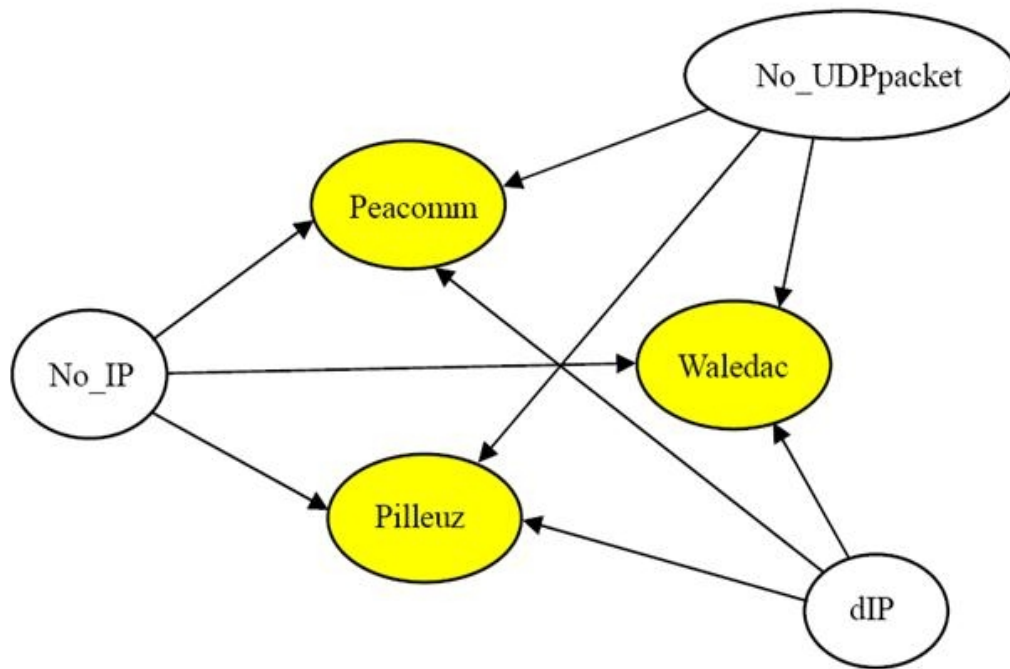 No_UDPpacket
Peacomm
No_IP
Waledac
Pilleuz
dIP